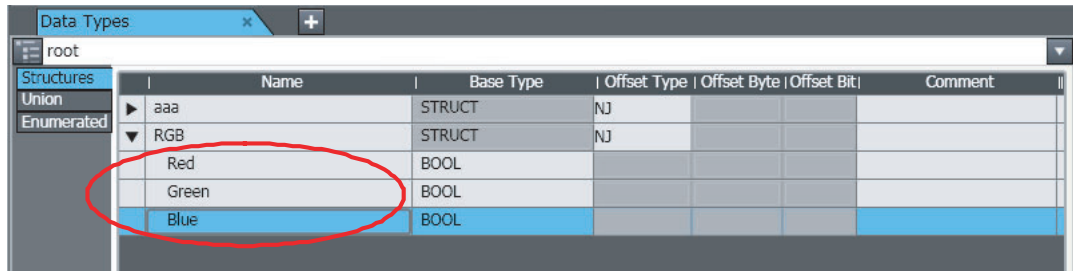 Data Types × +
root
Structures
Union
Enumerated
Name Base Type Offset Type Offset Byte Offset Bit Comment
aaa STRUCT NJ
RGB STRUCT NJ
Red BOOL
Green BOOL
Blue BOOL